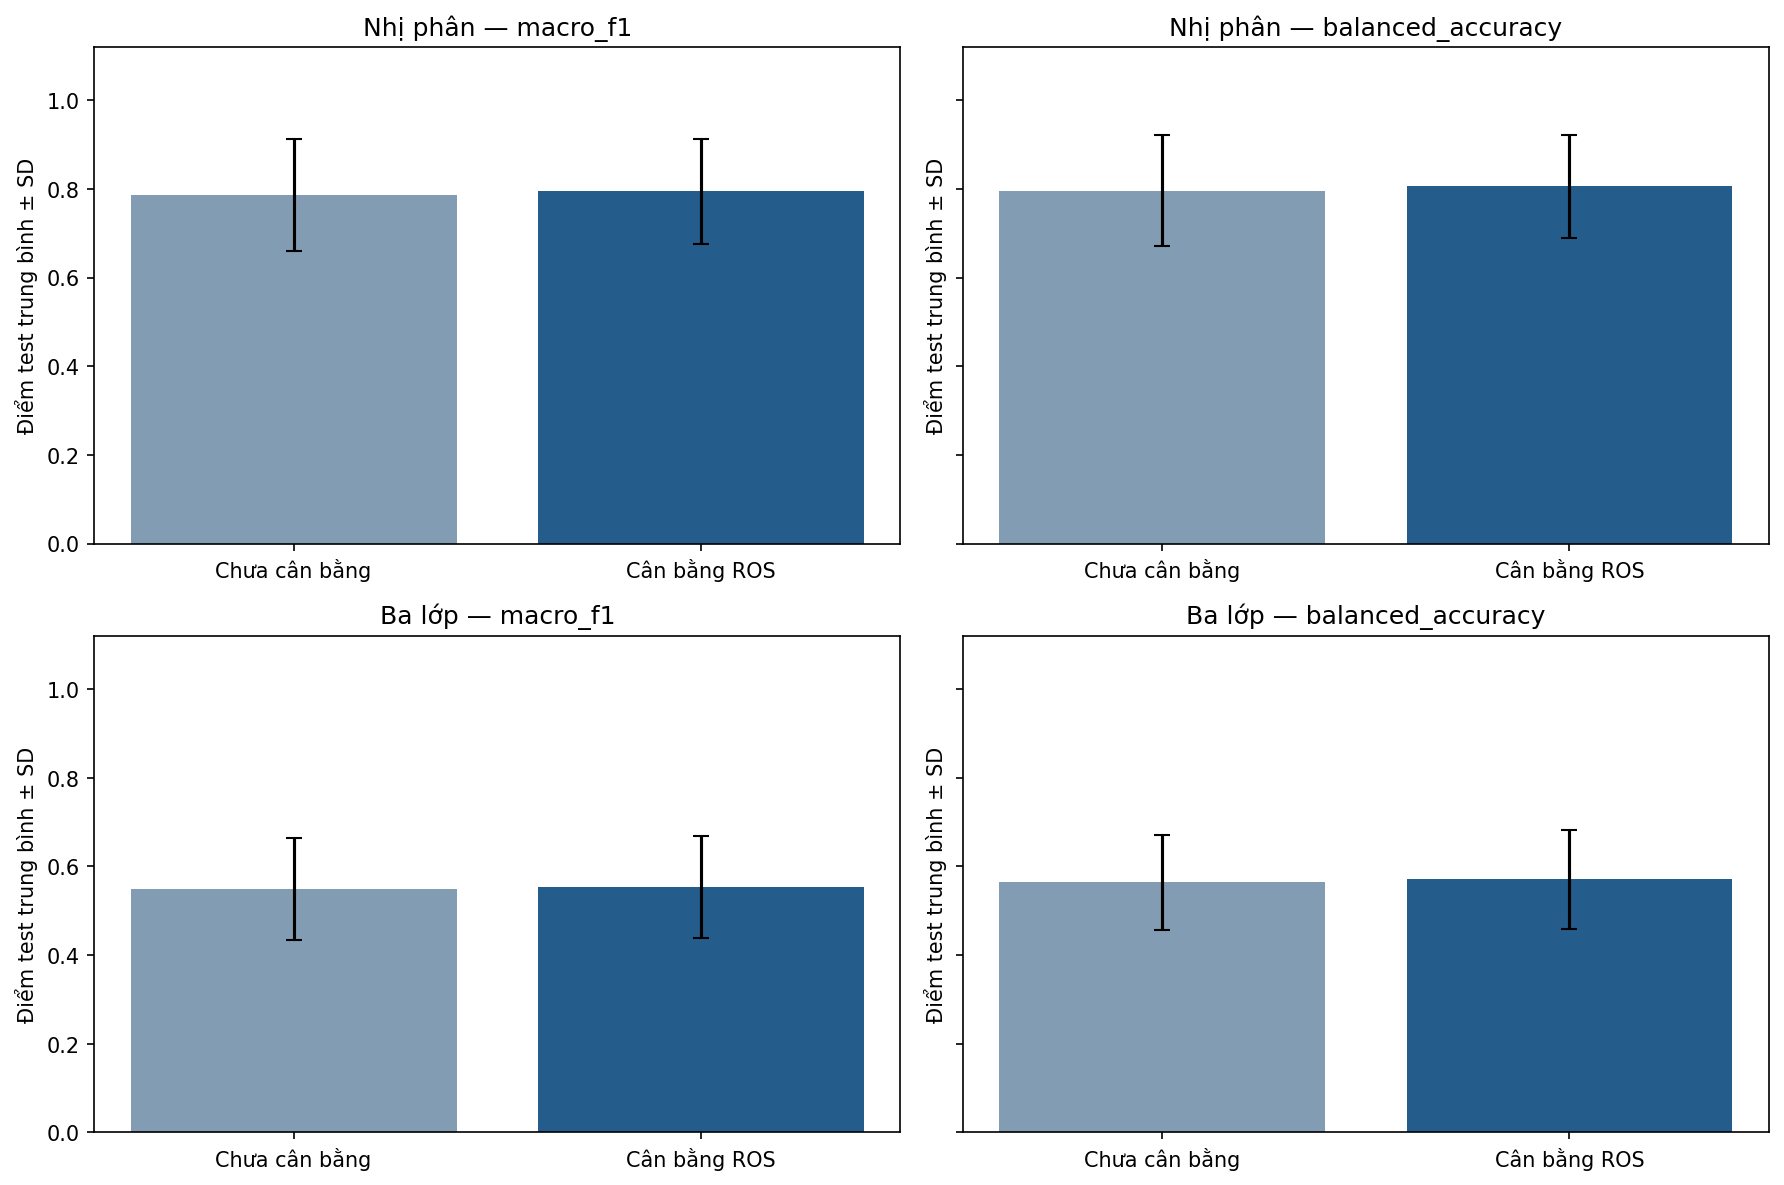 Nhị phân — macro_f1
Điểm test trung bình ± SD
1.0
0.8
0.6
0.4
0.2
0.0
Chưa cân bằng
Cân bằng ROS
Nhị phân — balanced_accuracy
Điểm test trung bình ± SD
Chưa cân bằng
Cân bằng ROS
Ba lớp — macro_f1
Điểm test trung bình ± SD
1.0
0.8
0.6
0.4
0.2
0.0
Chưa cân bằng
Cân bằng ROS
Ba lớp — balanced_accuracy
Điểm test trung bình ± SD
Chưa cân bằng
Cân bằng ROS